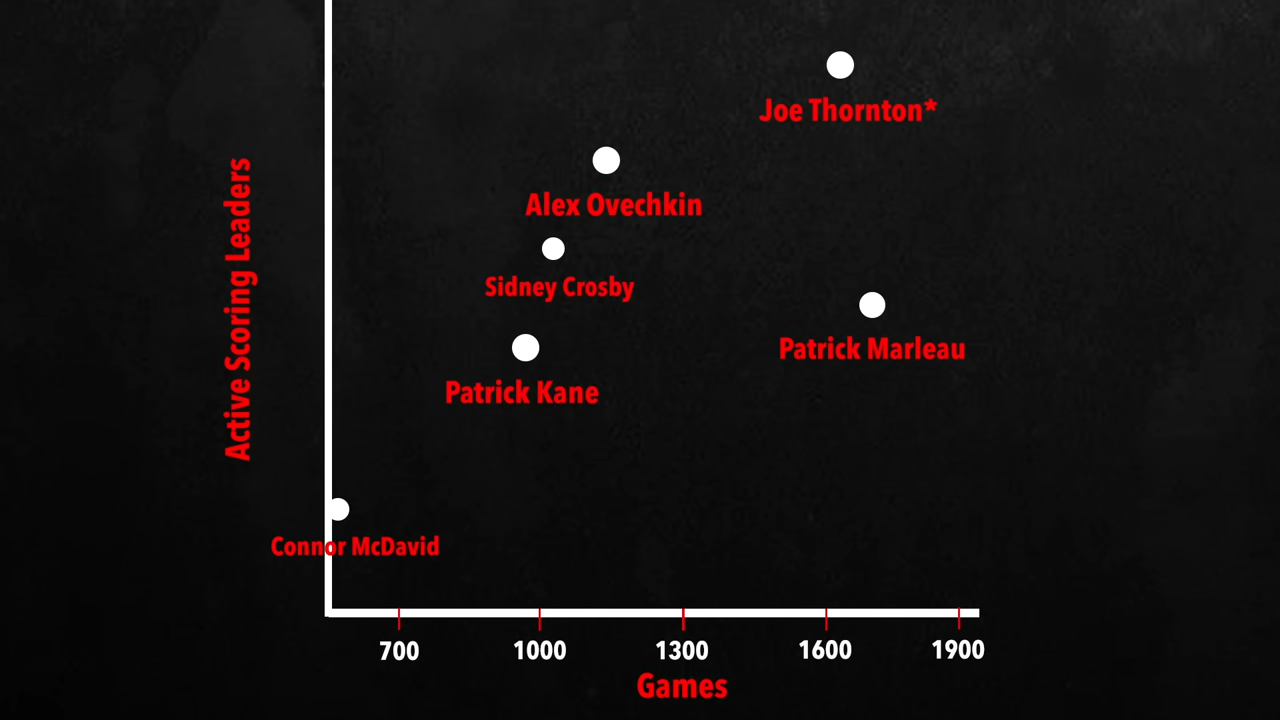 Joe Thornton*
Alex Ovechkin
Sidney Crosby
Patrick Marleau
Patrick Kane
Active Scoring Leaders
Connor McDavid
700 1000 1300 1600 1900
Games